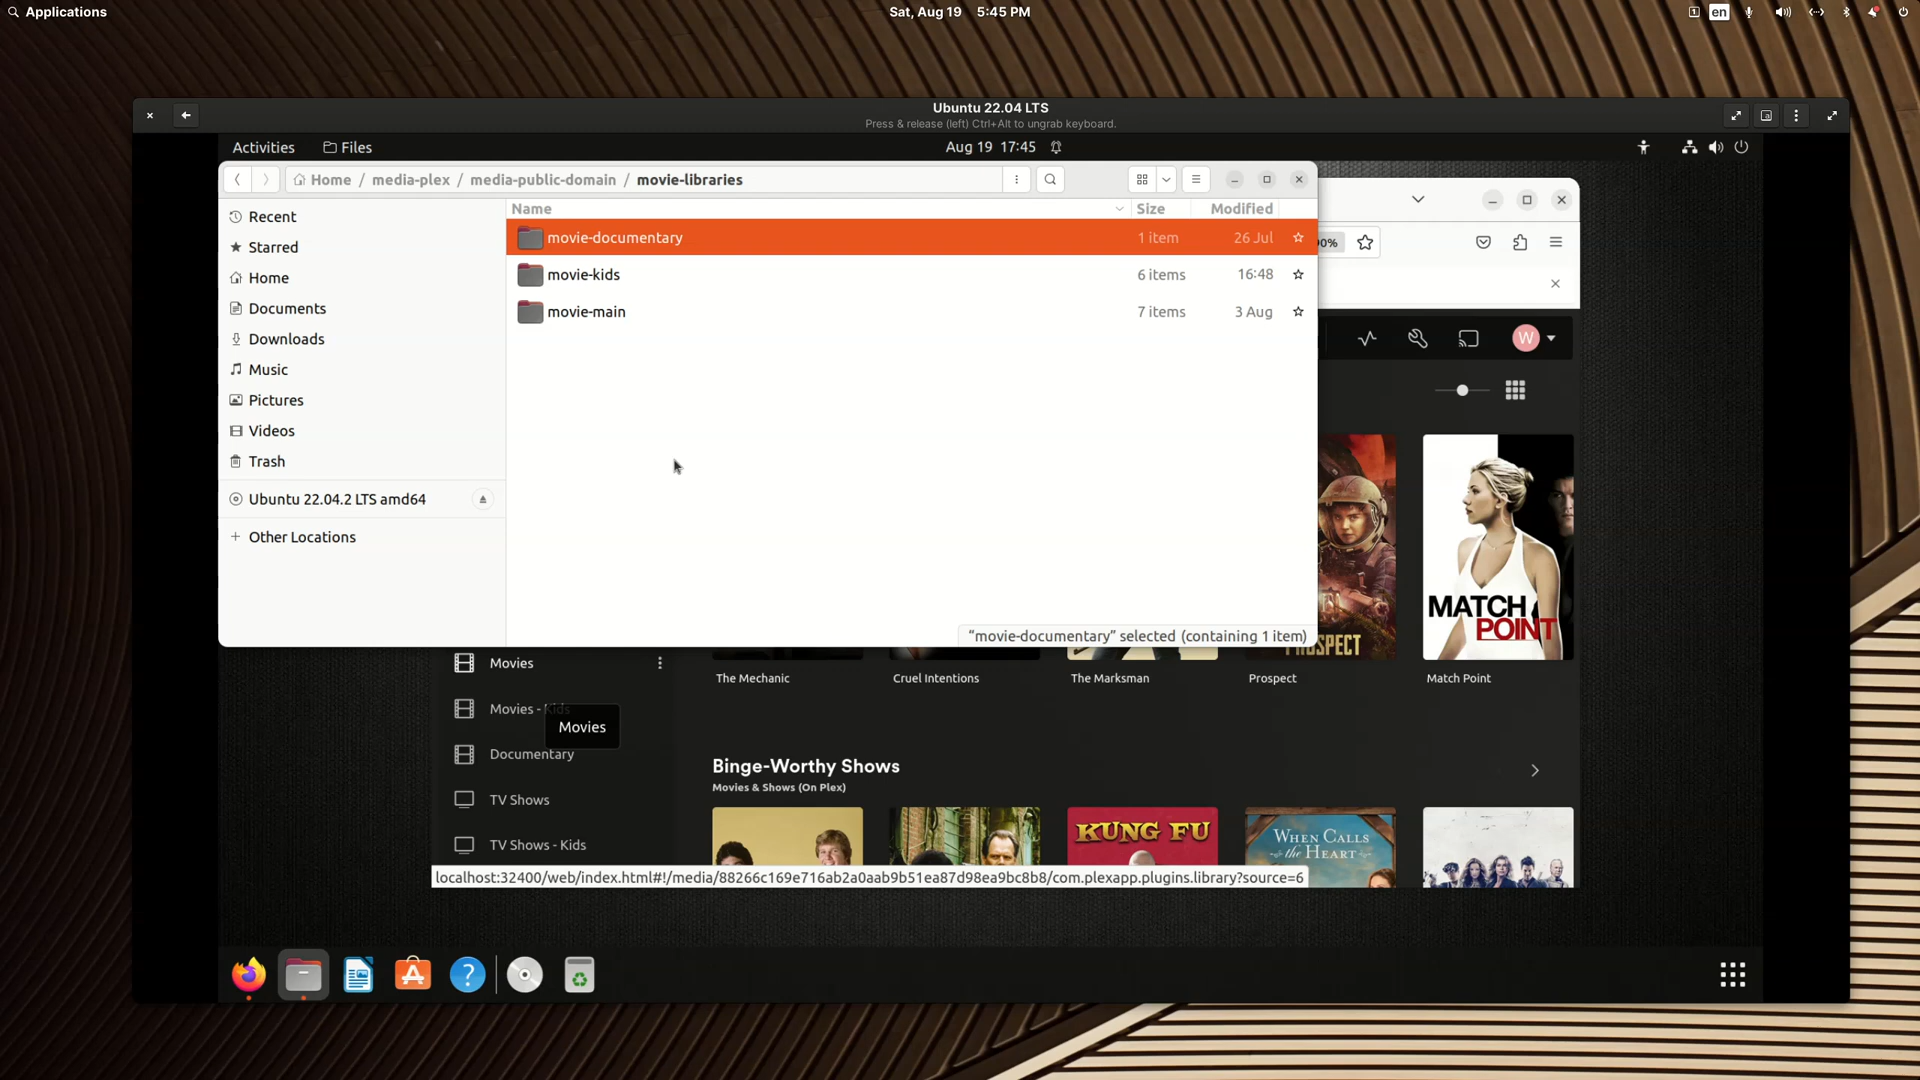 Applications
Sat, Aug 19 5:45 PM
en
Ubuntu 22.04 LTS
Press & release (left) Ctrl+Alt to ungrab keyboard.
Activities
Files
Aug 19 17:45
Home / media-plex / media-public-domain / movie-libraries
Recent
Starred
Home
Documents
Downloads
Music
Pictures
Videos
Trash
Ubuntu 22.04.2 LTS amd64
+ Other Locations
Name Size Modified
movie-documentary 1 item 26 Jul
movie-kids 6 items 16:48
movie-main 7 items 3 Aug
“movie-documentary” selected (containing 1 item)
W
MATCH
POINT
Movies
Movies - Kids
Movies
Documentary
TV Shows
TV Shows - Kids
The Mechanic
Cruel Intentions
The Marksman
Prospect
Match Point
Binge-Worthy Shows
Movies & Shows (On Plex)
KUNG FU
WHEN CALLS
the HEART
localhost:32400/web/index.html#!/media/88266c169e716ab2a0aab9b51ea87d98ea9bc8b8/com.plexapp.plugins.library?source=6